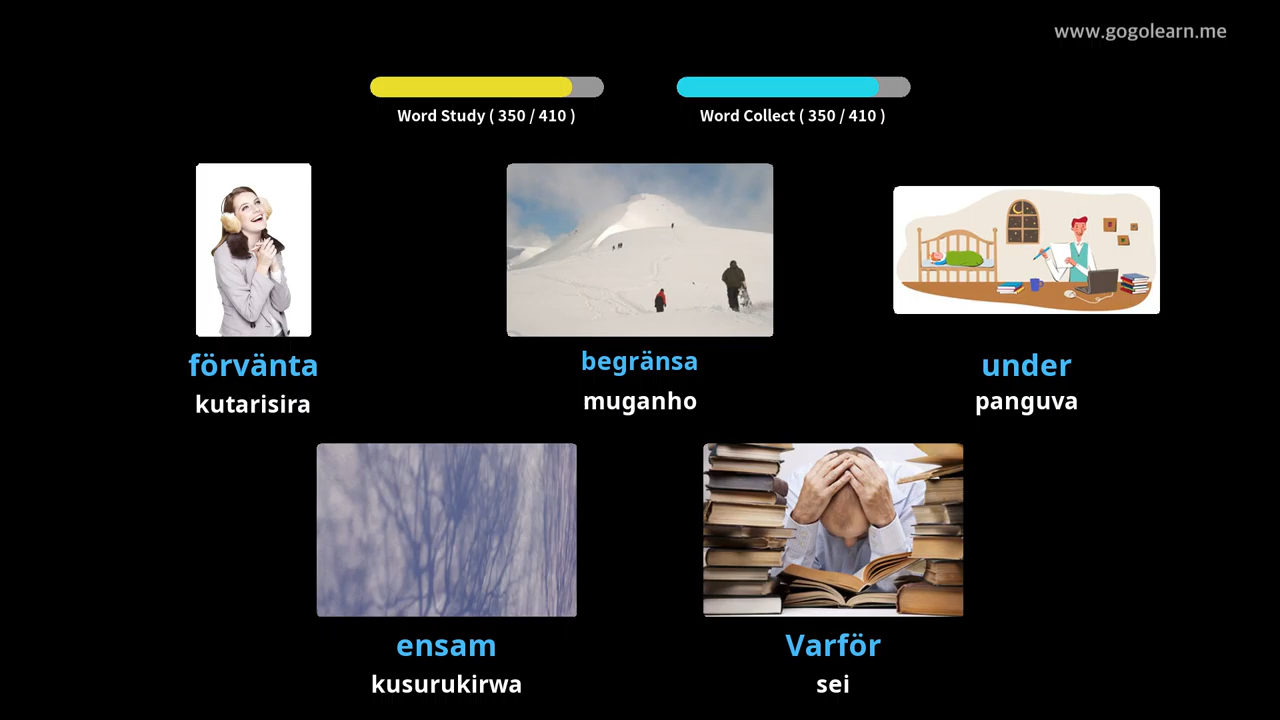 www.gogolearn.me
Word Study ( 350 / 410 )
Word Collect ( 350 / 410 )
förvänta
kutarisira
begränsa
muganho
under
panguva
ensam
kusurukirwa
Varför
sei